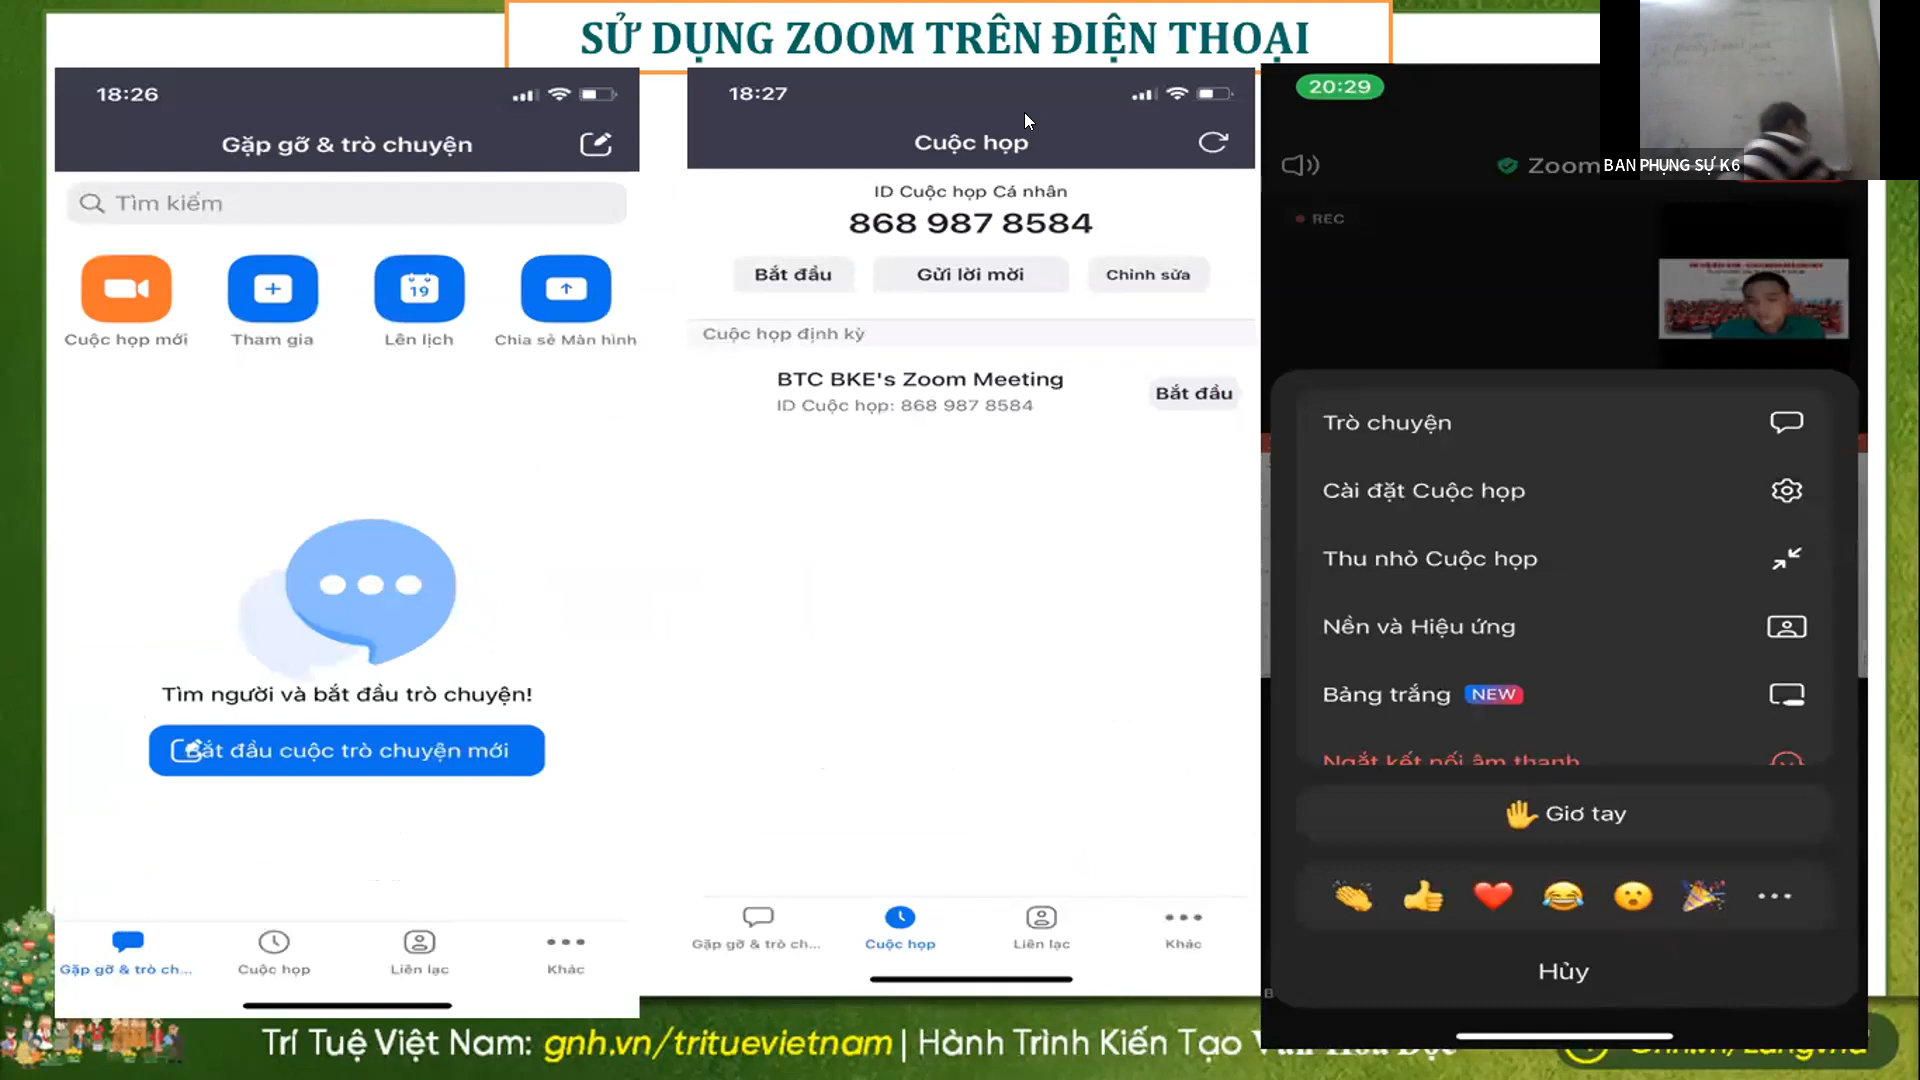 SỬ DỤNG ZOOM TRÊN ĐIỆN THOẠI
18:26
Gặp gỡ & trò chuyện
Tìm kiếm
19
Cuộc họp mới
Tham gia
Lên lịch
Chia sẻ Màn hình
Tìm người và bắt đầu trò chuyện!
Bắt đầu cuộc trò chuyện mới
Gặp gỡ & trò ch...
Cuộc họp
Liên lạc
Khác
18:27
Cuộc họp
ID Cuộc họp Cá nhân
868 987 8584
Bắt đầu
Gửi lời mời
Chỉnh sửa
Cuộc họp định kỳ
BTC BKE's Zoom Meeting
Bắt đầu
ID Cuộc họp: 868 987 8584
Gặp gỡ & trò ch...
Cuộc họp
Liên lạc
Khác
20:29
Zoom
BAN PHỤNG SỰ K6
REC
Trò chuyện
Cài đặt Cuộc họp
Thu nhỏ Cuộc họp
Nền và Hiệu ứng
Bảng trắng NEW
Ngắt kết nối âm thanh
Giơ tay
Hủy
Trí Tuệ Việt Nam: gnh.vn/trituevietnam | Hành Trình Kiến Tạo